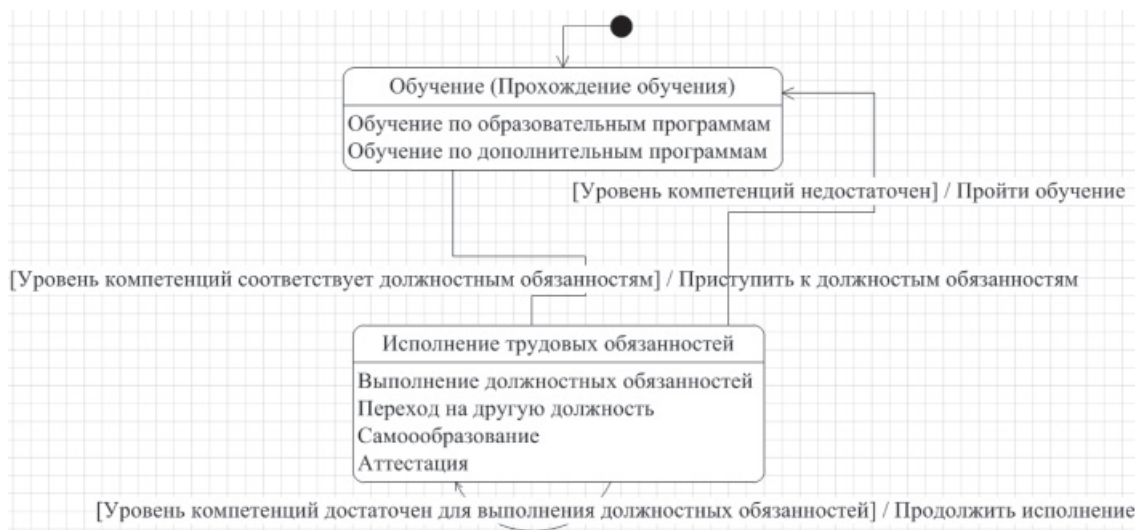 Обучение (Прохождение обучения)
Обучение по образовательным программам
Обучение по дополнительным программам
[Уровень компетенций недостаточен] / Пройти обучение
[Уровень компетенций соответствует должностным обязанностям] / Приступить к должостым обязанностям
Исполнение трудовых обязанностей
Выполнение должностных обязанностей
Переход на другую должность
Самоообразование
Аттестация
[Уровень компетенций достаточен для выполнения должностных обязанностей] / Продолжить исполнение